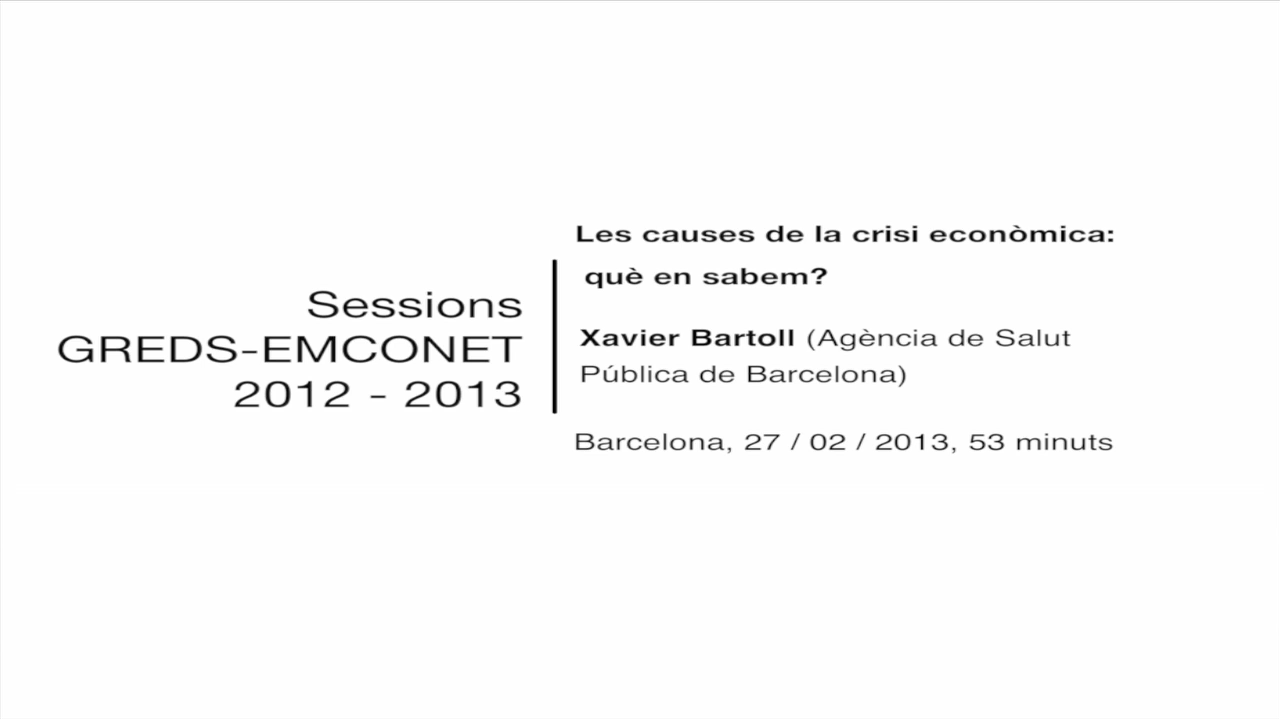 Sessions
GREDS-EMCONET
2012 - 2013
Les causes de la crisi econòmica:
què en sabem?
Xavier Bartoll (Agència de Salut
Pública de Barcelona)
Barcelona, 27 / 02 / 2013, 53 minuts